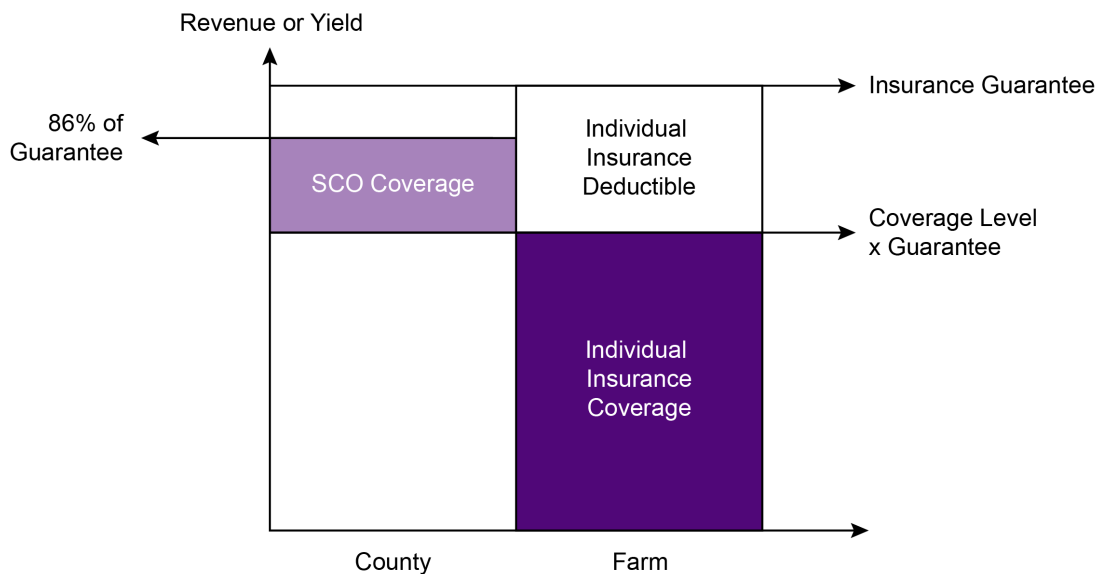 Revenue or Yield
Insurance Guarantee
86% of
Guarantee
Individual
Insurance
Deductible
SCO Coverage
Coverage Level
x Guarantee
Individual
Insurance
Coverage
County
Farm